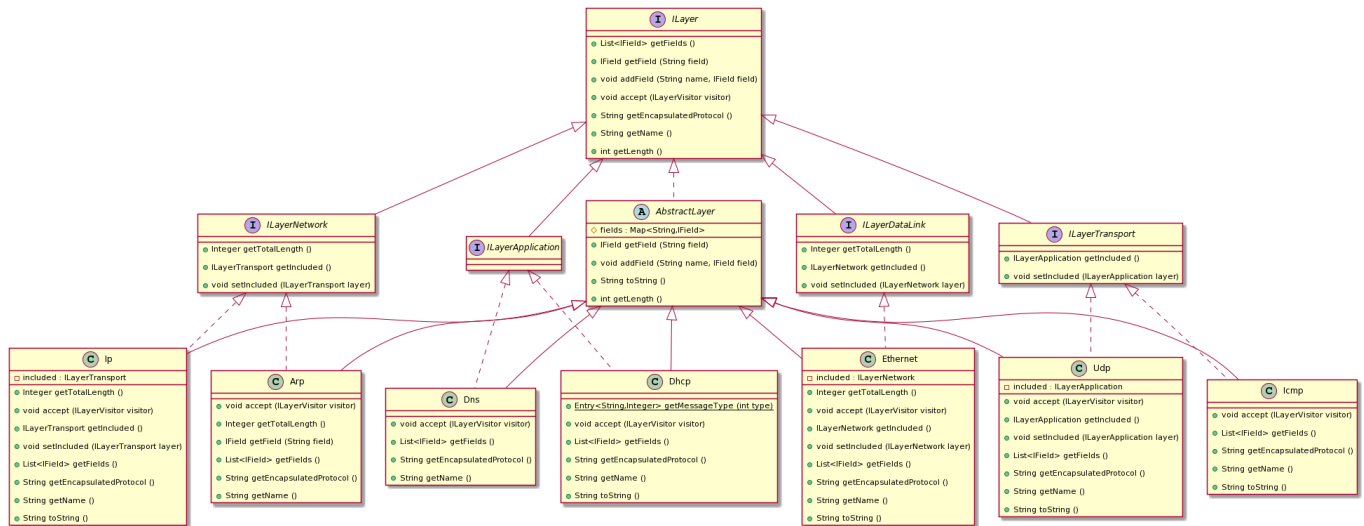 I ILayer
List<IField> getFields ()
IField getField (String field)
void addField (String name, IField field)
void accept (ILayerVisitor visitor)
String getEncapsulatedProtocol ()
String getName ()
int getLength ()
I ILayerNetwork
Integer getTotalLength ()
ILayerTransport getIncluded ()
void setIncluded (ILayerTransport layer)
I ILayerApplication
A AbstractLayer
fields : Map<String,IField>
IField getField (String field)
void addField (String name, IField field)
String toString ()
int getLength ()
I ILayerDataLink
Integer getTotalLength ()
ILayerNetwork getIncluded ()
void setIncluded (ILayerNetwork layer)
I ILayerTransport
ILayerApplication getIncluded ()
void setIncluded (ILayerApplication layer)
C Ip
included : ILayerTransport
Integer getTotalLength ()
void accept (ILayerVisitor visitor)
ILayerTransport getIncluded ()
void setIncluded (ILayerTransport layer)
List<IField> getFields ()
String getEncapsulatedProtocol ()
String getName ()
String toString ()
C Arp
void accept (ILayerVisitor visitor)
Integer getTotalLength ()
IField getField (String field)
List<IField> getFields ()
String getEncapsulatedProtocol ()
String getName ()
C Dns
void accept (ILayerVisitor visitor)
List<IField> getFields ()
String getEncapsulatedProtocol ()
String getName ()
C Dhcp
Entry<String,Integer> getMessageType (int type)
void accept (ILayerVisitor visitor)
List<IField> getFields ()
String getEncapsulatedProtocol ()
String getName ()
String toString ()
C Ethernet
included : ILayerNetwork
Integer getTotalLength ()
void accept (ILayerVisitor visitor)
ILayerNetwork getIncluded ()
void setIncluded (ILayerNetwork layer)
List<IField> getFields ()
String getEncapsulatedProtocol ()
String getName ()
String toString ()
C Udp
included : ILayerApplication
void accept (ILayerVisitor visitor)
ILayerApplication getIncluded ()
void setIncluded (ILayerApplication layer)
List<IField> getFields ()
String getEncapsulatedProtocol ()
String getName ()
String toString ()
C Icmp
void accept (ILayerVisitor visitor)
List<IField> getFields ()
String getEncapsulatedProtocol ()
String getName ()
String toString ()